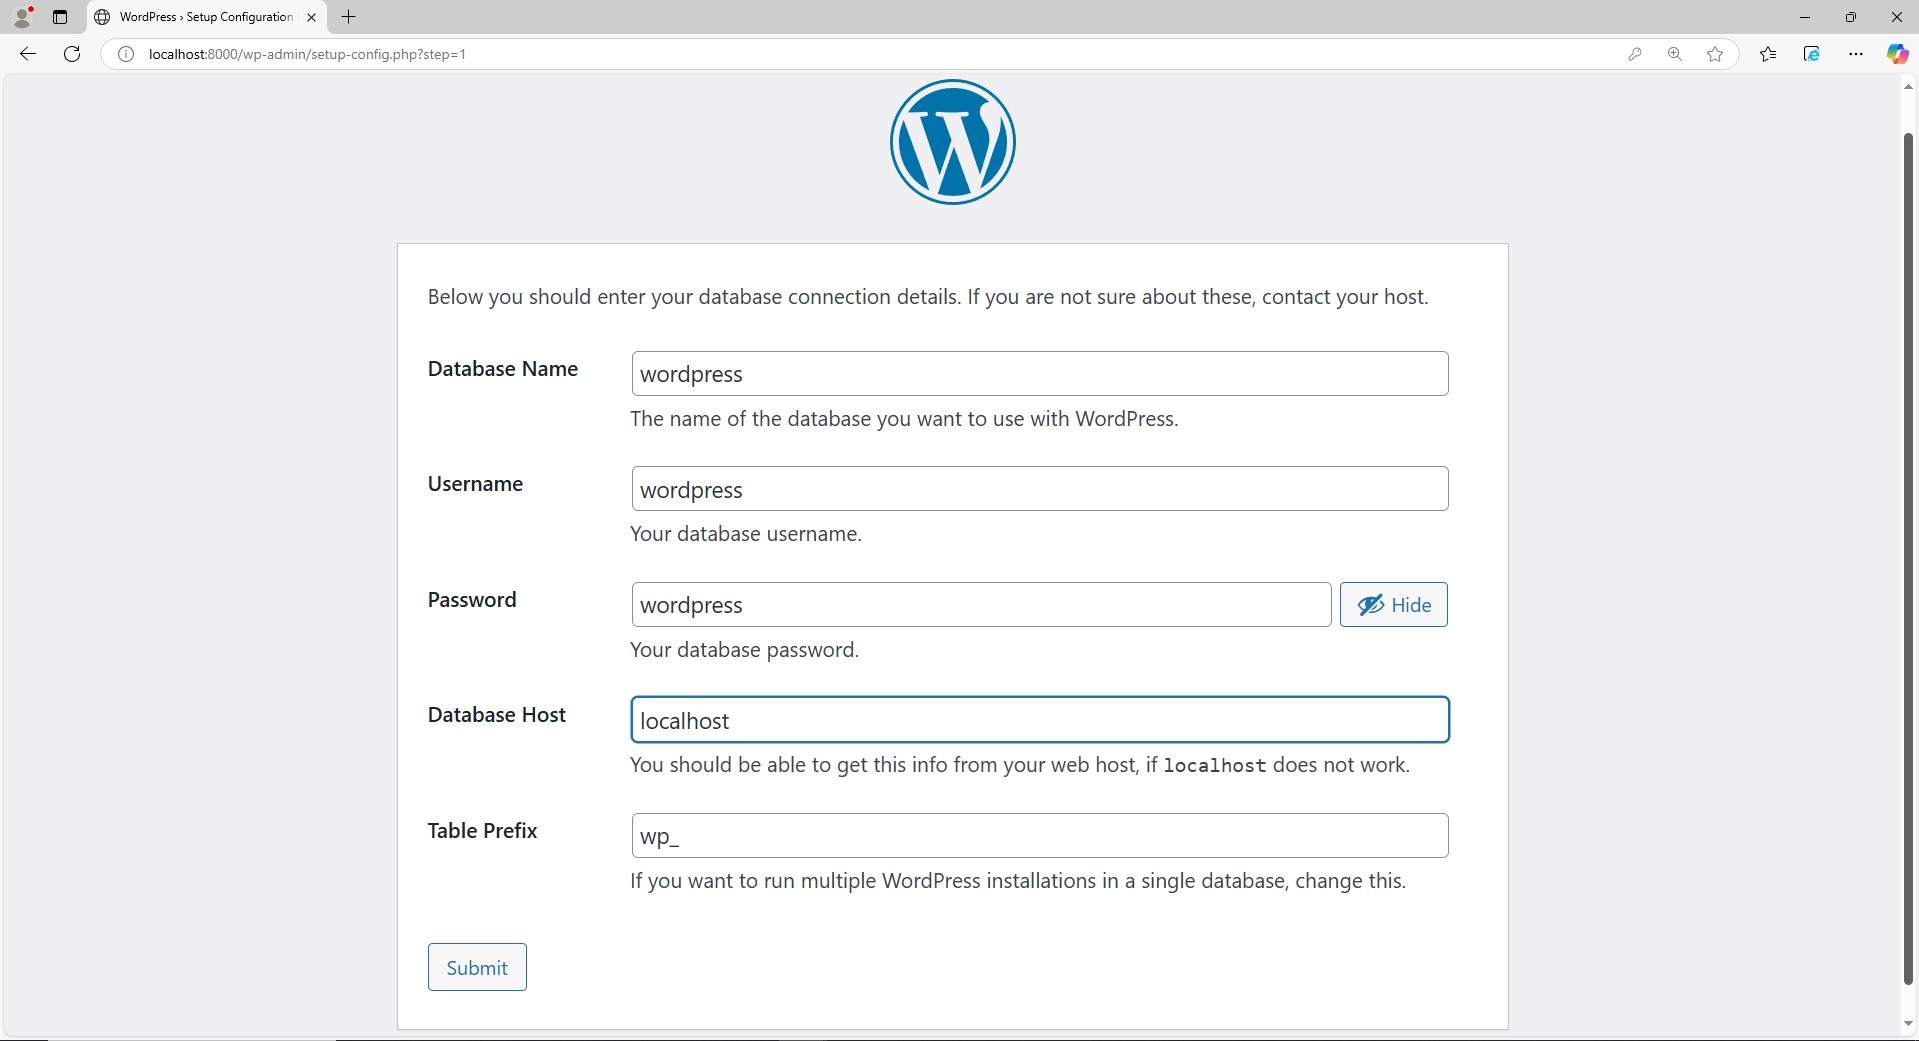 WordPress › Setup Configuration
localhost:8000/wp-admin/setup-config.php?step=1
Below you should enter your database connection details. If you are not sure about these, contact your host.
Database Name
wordpress
The name of the database you want to use with WordPress.
Username
wordpress
Your database username.
Password
wordpress
Hide
Your database password.
Database Host
localhost
You should be able to get this info from your web host, if localhost does not work.
Table Prefix
wp_
If you want to run multiple WordPress installations in a single database, change this.
Submit